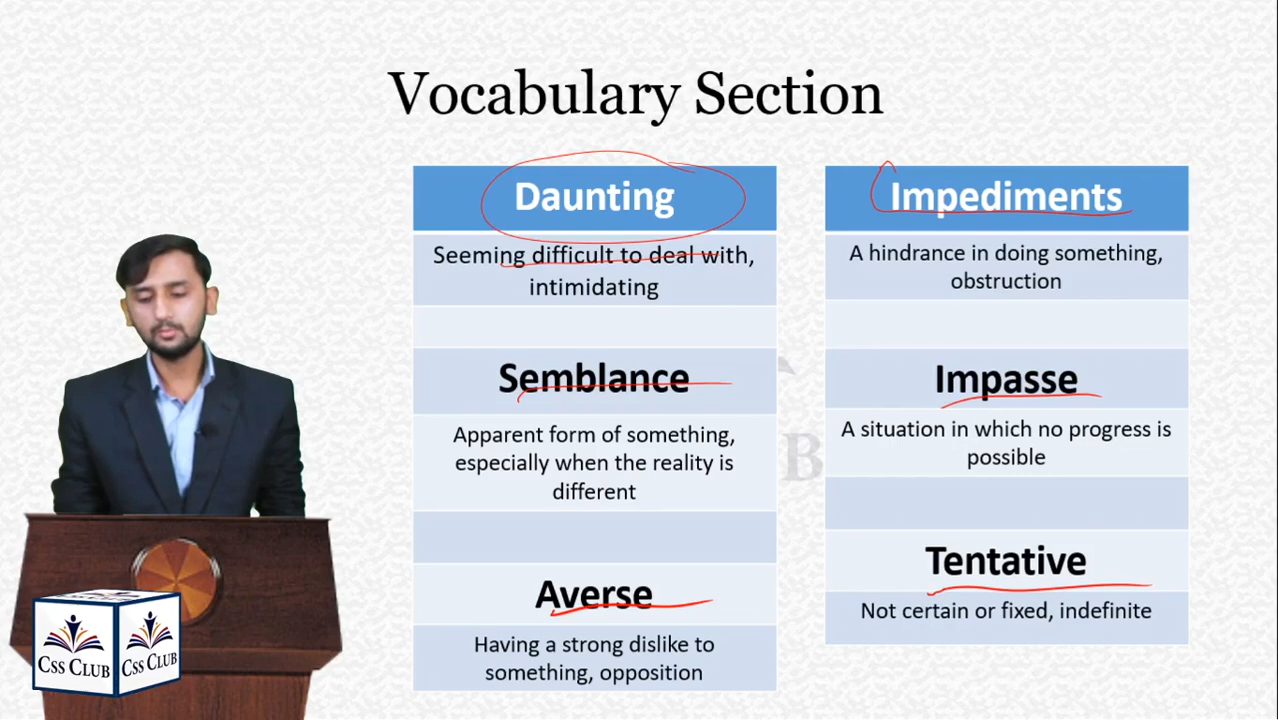 Vocabulary Section
Daunting
Seeming difficult to deal with,
intimidating
Semblance
Apparent form of something,
especially when the reality is
different
Averse
Having a strong dislike to
something, opposition
Impediments
A hindrance in doing something,
obstruction
Impasse
A situation in which no progress is
possible
Tentative
Not certain or fixed, indefinite
B
CSS CLUB
CSS CLUB